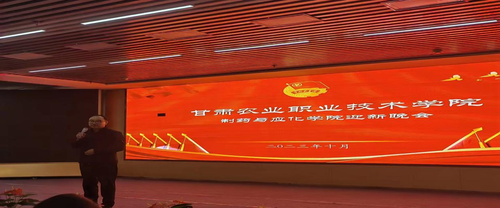 甘肃农业职业技术学院
制药与应化学院迎新晚会
二〇二三年十月